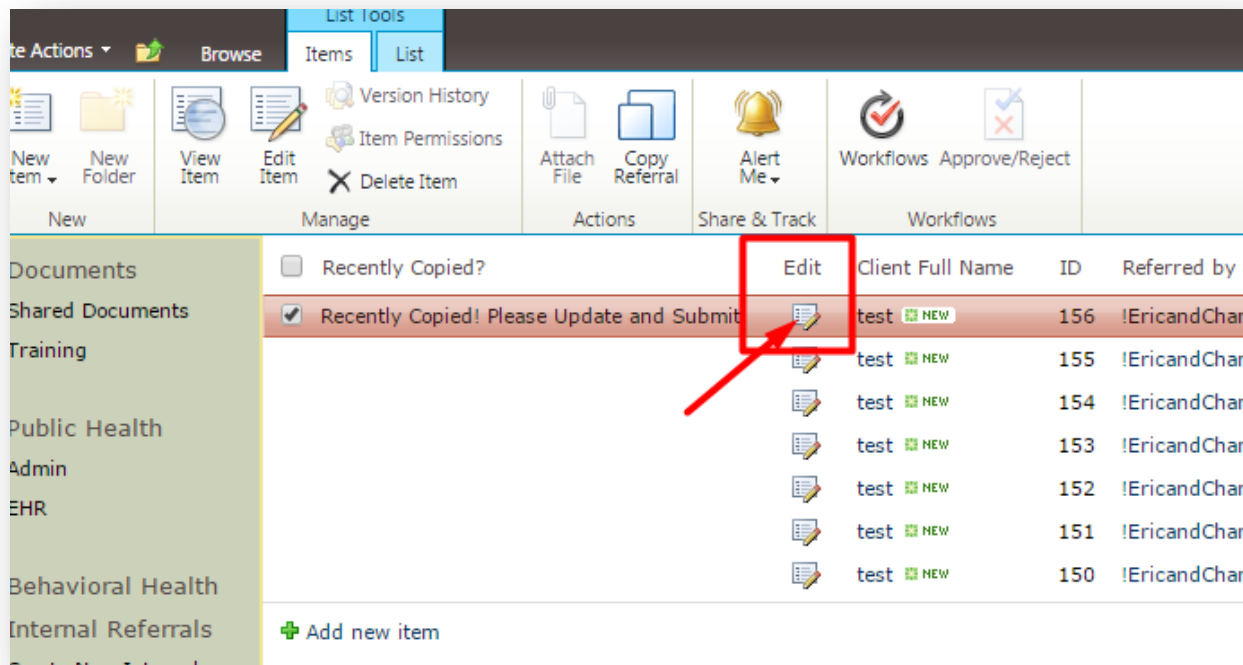 List Tools
te Actions
Browse
Items
List
New
tem
New
Folder
View
Item
Edit
Item
Version History
Item Permissions
Delete Item
Attach
File
Copy
Referral
Alert
Me
Workflows
Approve/Reject
New
Manage
Actions
Share & Track
Workflows
Documents
Shared Documents
Training
Public Health
Admin
EHR
Behavioral Health
Internal Referrals
Recently Copied? Edit Client Full Name ID Referred by
Recently Copied! Please Update and Submit test NEW 156 !EricandChar
test NEW 155 !EricandChar
test NEW 154 !EricandChar
test NEW 153 !EricandChar
test NEW 152 !EricandChar
test NEW 151 !EricandChar
test NEW 150 !EricandChar
Add new item